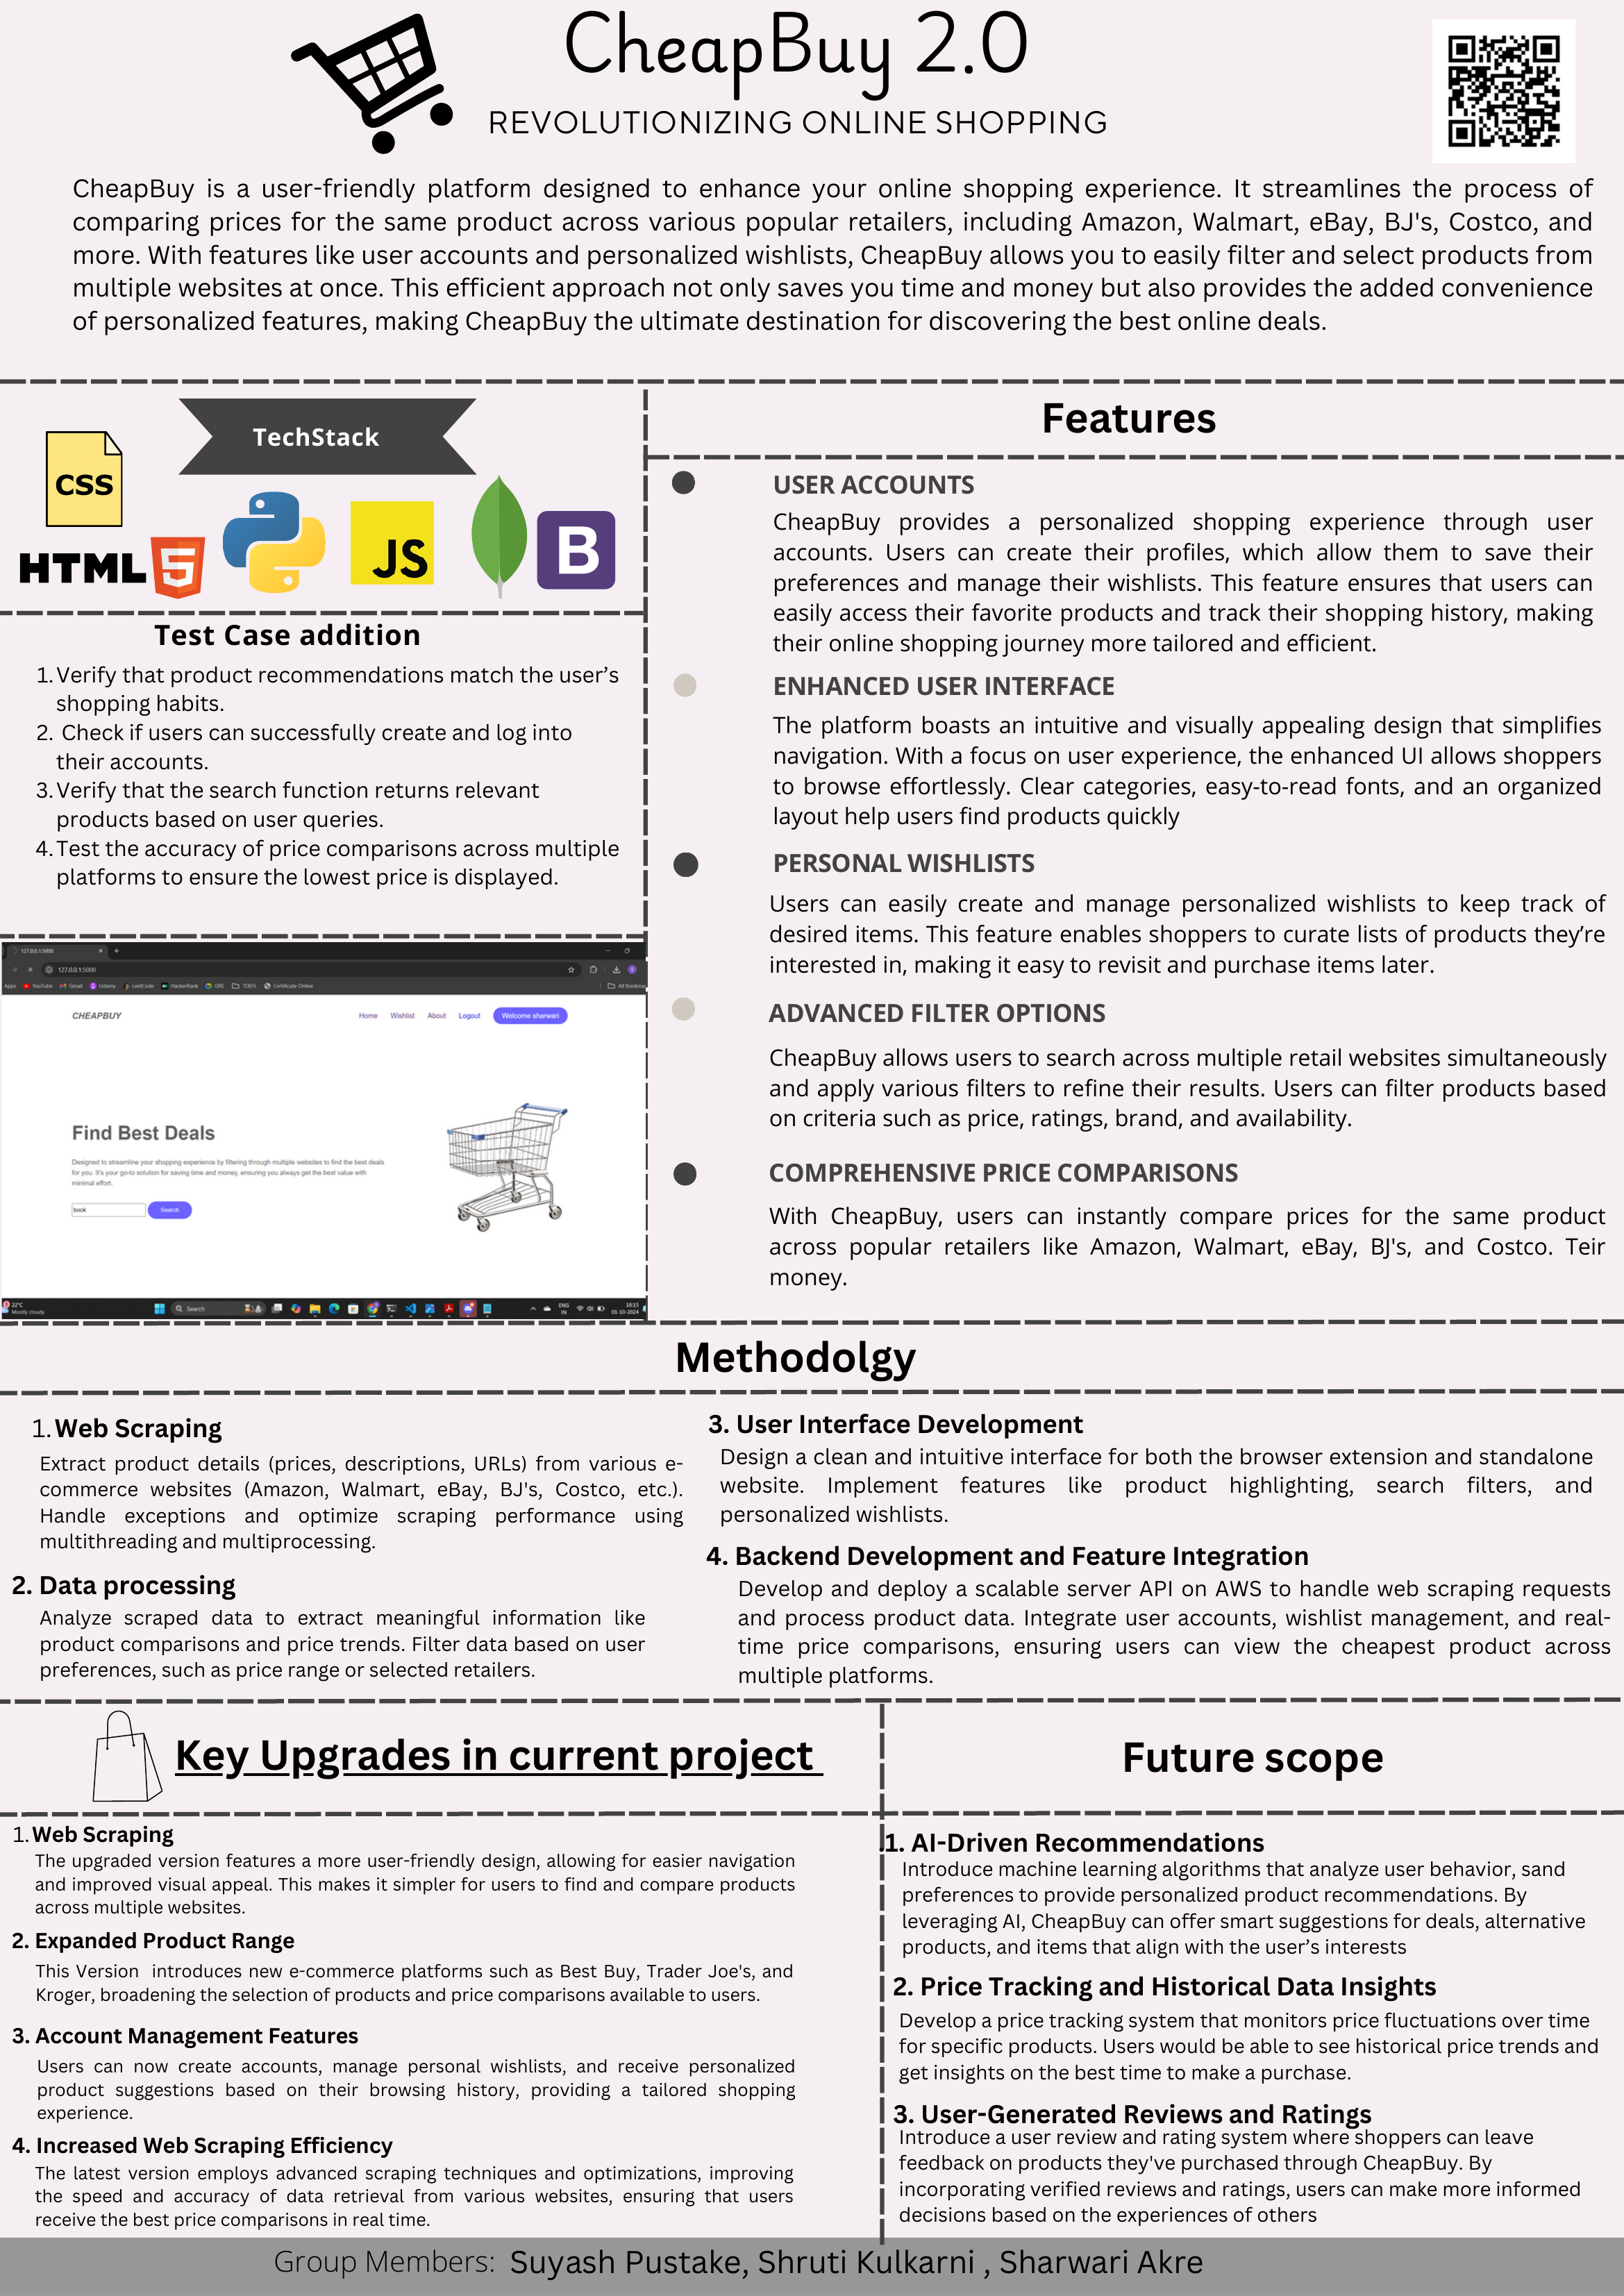 CheapBuy 2.0
REVOLUTIONIZING ONLINE SHOPPING
CheapBuy is a user-friendly platform designed to enhance your online shopping experience. It streamlines the process of
comparing prices for the same product across various popular retailers, including Amazon, Walmart, eBay, BJ's, Costco, and
more. With features like user accounts and personalized wishlists, CheapBuy allows you to easily filter and select products from
multiple websites at once. This efficient approach not only saves you time and money but also provides the added convenience
of personalized features, making CheapBuy the ultimate destination for discovering the best online deals.
TechStack
CSS
HTML 5
JS
B
Test Case addition
1. Verify that product recommendations match the user’s
shopping habits.
2. Check if users can successfully create and log into
their accounts.
3. Verify that the search function returns relevant
products based on user queries.
4. Test the accuracy of price comparisons across multiple
platforms to ensure the lowest price is displayed.
127.0.0.1:5000
127.0.0.1:5000
Apps YouTube Gmail Udemy LeetCode HackerRank GRE TOEFL Certificate Online All Bookmar
CHEAPBUY
Home Wishlist About Logout Welcome sharwari
Find Best Deals
Designed to streamline your shopping experience by filtering through multiple websites to find the best deals
for you. It's your go-to solution for saving time and money, ensuring you always get the best value with
minimal effort.
book Search
22°C
Mostly cloudy
Search
ENG
IN
18:15
01-10-2024
Features
USER ACCOUNTS
CheapBuy provides a personalized shopping experience through user
accounts. Users can create their profiles, which allow them to save their
preferences and manage their wishlists. This feature ensures that users can
easily access their favorite products and track their shopping history, making
their online shopping journey more tailored and efficient.
ENHANCED USER INTERFACE
The platform boasts an intuitive and visually appealing design that simplifies
navigation. With a focus on user experience, the enhanced UI allows shoppers
to browse effortlessly. Clear categories, easy-to-read fonts, and an organized
layout help users find products quickly
PERSONAL WISHLISTS
Users can easily create and manage personalized wishlists to keep track of
desired items. This feature enables shoppers to curate lists of products they’re
interested in, making it easy to revisit and purchase items later.
ADVANCED FILTER OPTIONS
CheapBuy allows users to search across multiple retail websites simultaneously
and apply various filters to refine their results. Users can filter products based
on criteria such as price, ratings, brand, and availability.
COMPREHENSIVE PRICE COMPARISONS
With CheapBuy, users can instantly compare prices for the same product
across popular retailers like Amazon, Walmart, eBay, BJ's, and Costco. Teir
money.
Methodolgy
1. Web Scraping
Extract product details (prices, descriptions, URLs) from various e-
commerce websites (Amazon, Walmart, eBay, BJ's, Costco, etc.).
Handle exceptions and optimize scraping performance using
multithreading and multiprocessing.
2. Data processing
Analyze scraped data to extract meaningful information like
product comparisons and price trends. Filter data based on user
preferences, such as price range or selected retailers.
3. User Interface Development
Design a clean and intuitive interface for both the browser extension and standalone
website. Implement features like product highlighting, search filters, and
personalized wishlists.
4. Backend Development and Feature Integration
Develop and deploy a scalable server API on AWS to handle web scraping requests
and process product data. Integrate user accounts, wishlist management, and real-
time price comparisons, ensuring users can view the cheapest product across
multiple platforms.
Key Upgrades in current project
1. Web Scraping
The upgraded version features a more user-friendly design, allowing for easier navigation
and improved visual appeal. This makes it simpler for users to find and compare products
across multiple websites.
2. Expanded Product Range
This Version introduces new e-commerce platforms such as Best Buy, Trader Joe's, and
Kroger, broadening the selection of products and price comparisons available to users.
3. Account Management Features
Users can now create accounts, manage personal wishlists, and receive personalized
product suggestions based on their browsing history, providing a tailored shopping
experience.
4. Increased Web Scraping Efficiency
The latest version employs advanced scraping techniques and optimizations, improving
the speed and accuracy of data retrieval from various websites, ensuring that users
receive the best price comparisons in real time.
Future scope
1. AI-Driven Recommendations
Introduce machine learning algorithms that analyze user behavior, sand
preferences to provide personalized product recommendations. By
leveraging AI, CheapBuy can offer smart suggestions for deals, alternative
products, and items that align with the user’s interests
2. Price Tracking and Historical Data Insights
Develop a price tracking system that monitors price fluctuations over time
for specific products. Users would be able to see historical price trends and
get insights on the best time to make a purchase.
3. User-Generated Reviews and Ratings
Introduce a user review and rating system where shoppers can leave
feedback on products they've purchased through CheapBuy. By
incorporating verified reviews and ratings, users can make more informed
decisions based on the experiences of others
Group Members: Suyash Pustake, Shruti Kulkarni , Sharwari Akre